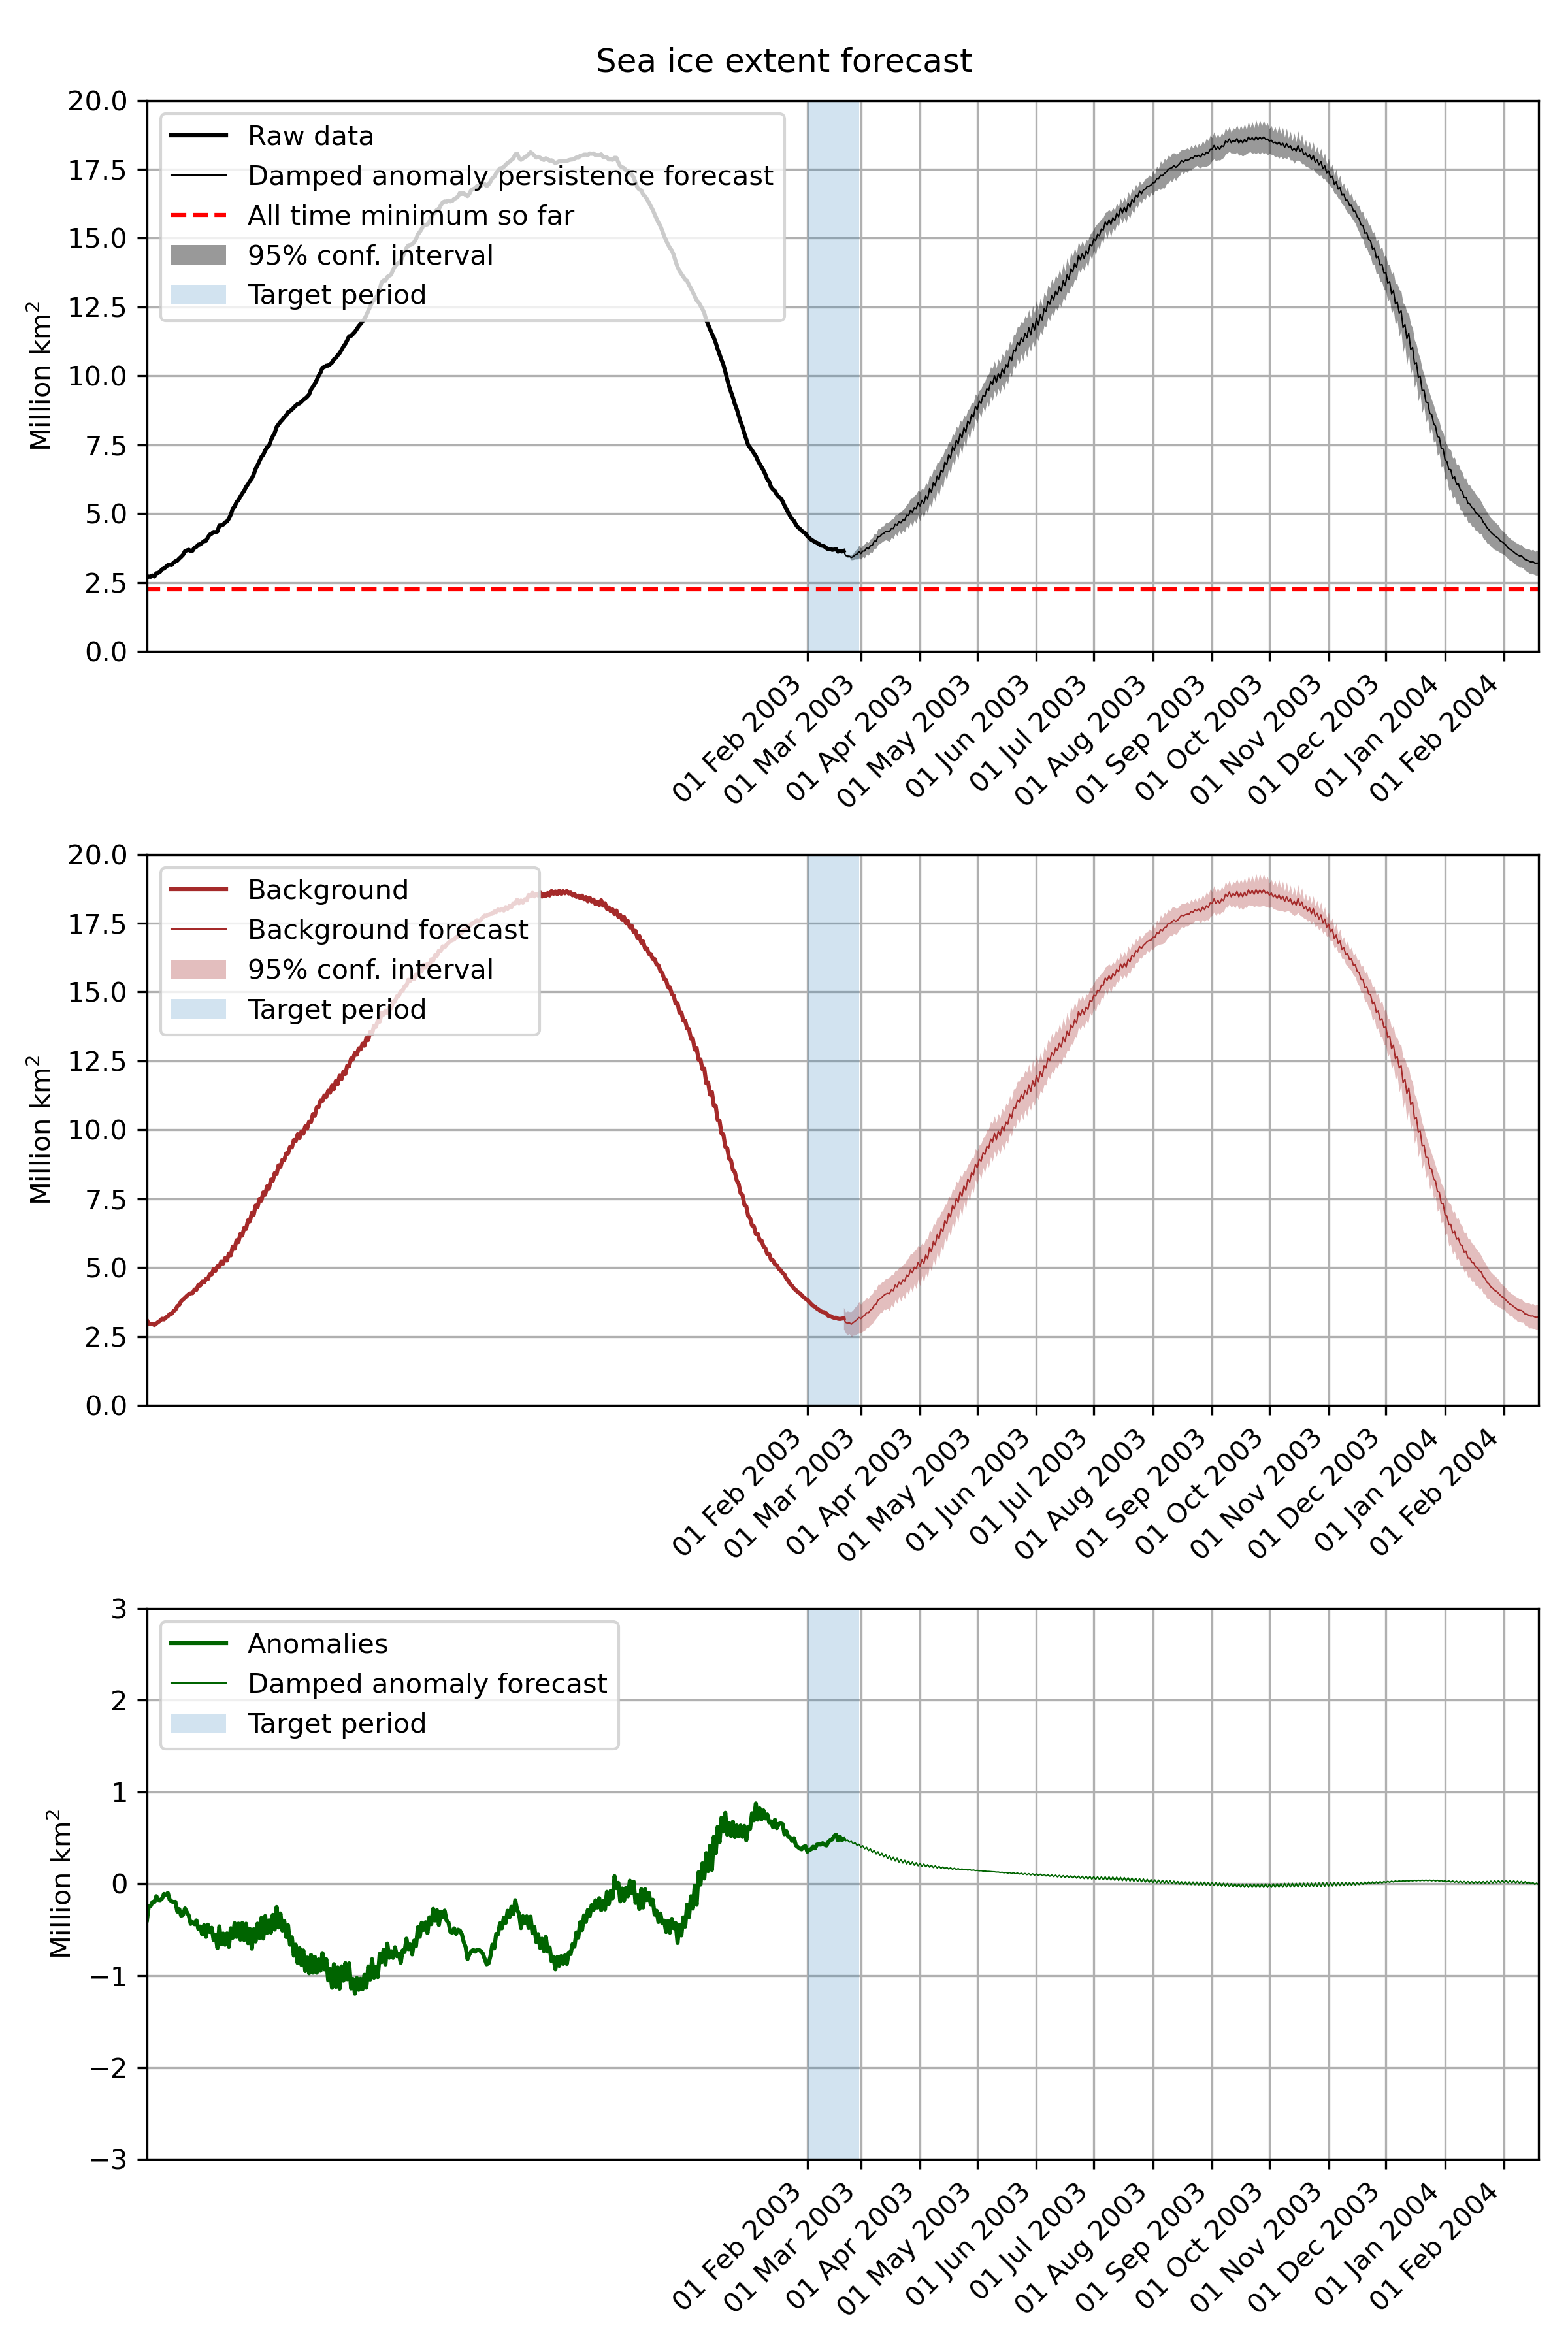 Sea ice extent forecast
20.0
17.5
15.0
12.5
10.0
7.5
5.0
2.5
0.0
Million km²
Raw data
Damped anomaly persistence forecast
All time minimum so far
95% conf. interval
Target period
01 Feb 2003
01 Mar 2003
01 Apr 2003
01 May 2003
01 Jun 2003
01 Jul 2003
01 Aug 2003
01 Sep 2003
01 Oct 2003
01 Nov 2003
01 Dec 2003
01 Jan 2004
01 Feb 2004
20.0
17.5
15.0
12.5
10.0
7.5
5.0
2.5
0.0
Million km²
Background
Background forecast
95% conf. interval
Target period
01 Feb 2003
01 Mar 2003
01 Apr 2003
01 May 2003
01 Jun 2003
01 Jul 2003
01 Aug 2003
01 Sep 2003
01 Oct 2003
01 Nov 2003
01 Dec 2003
01 Jan 2004
01 Feb 2004
3
2
1
0
−1
−2
−3
Million km²
Anomalies
Damped anomaly forecast
Target period
01 Feb 2003
01 Mar 2003
01 Apr 2003
01 May 2003
01 Jun 2003
01 Jul 2003
01 Aug 2003
01 Sep 2003
01 Oct 2003
01 Nov 2003
01 Dec 2003
01 Jan 2004
01 Feb 2004